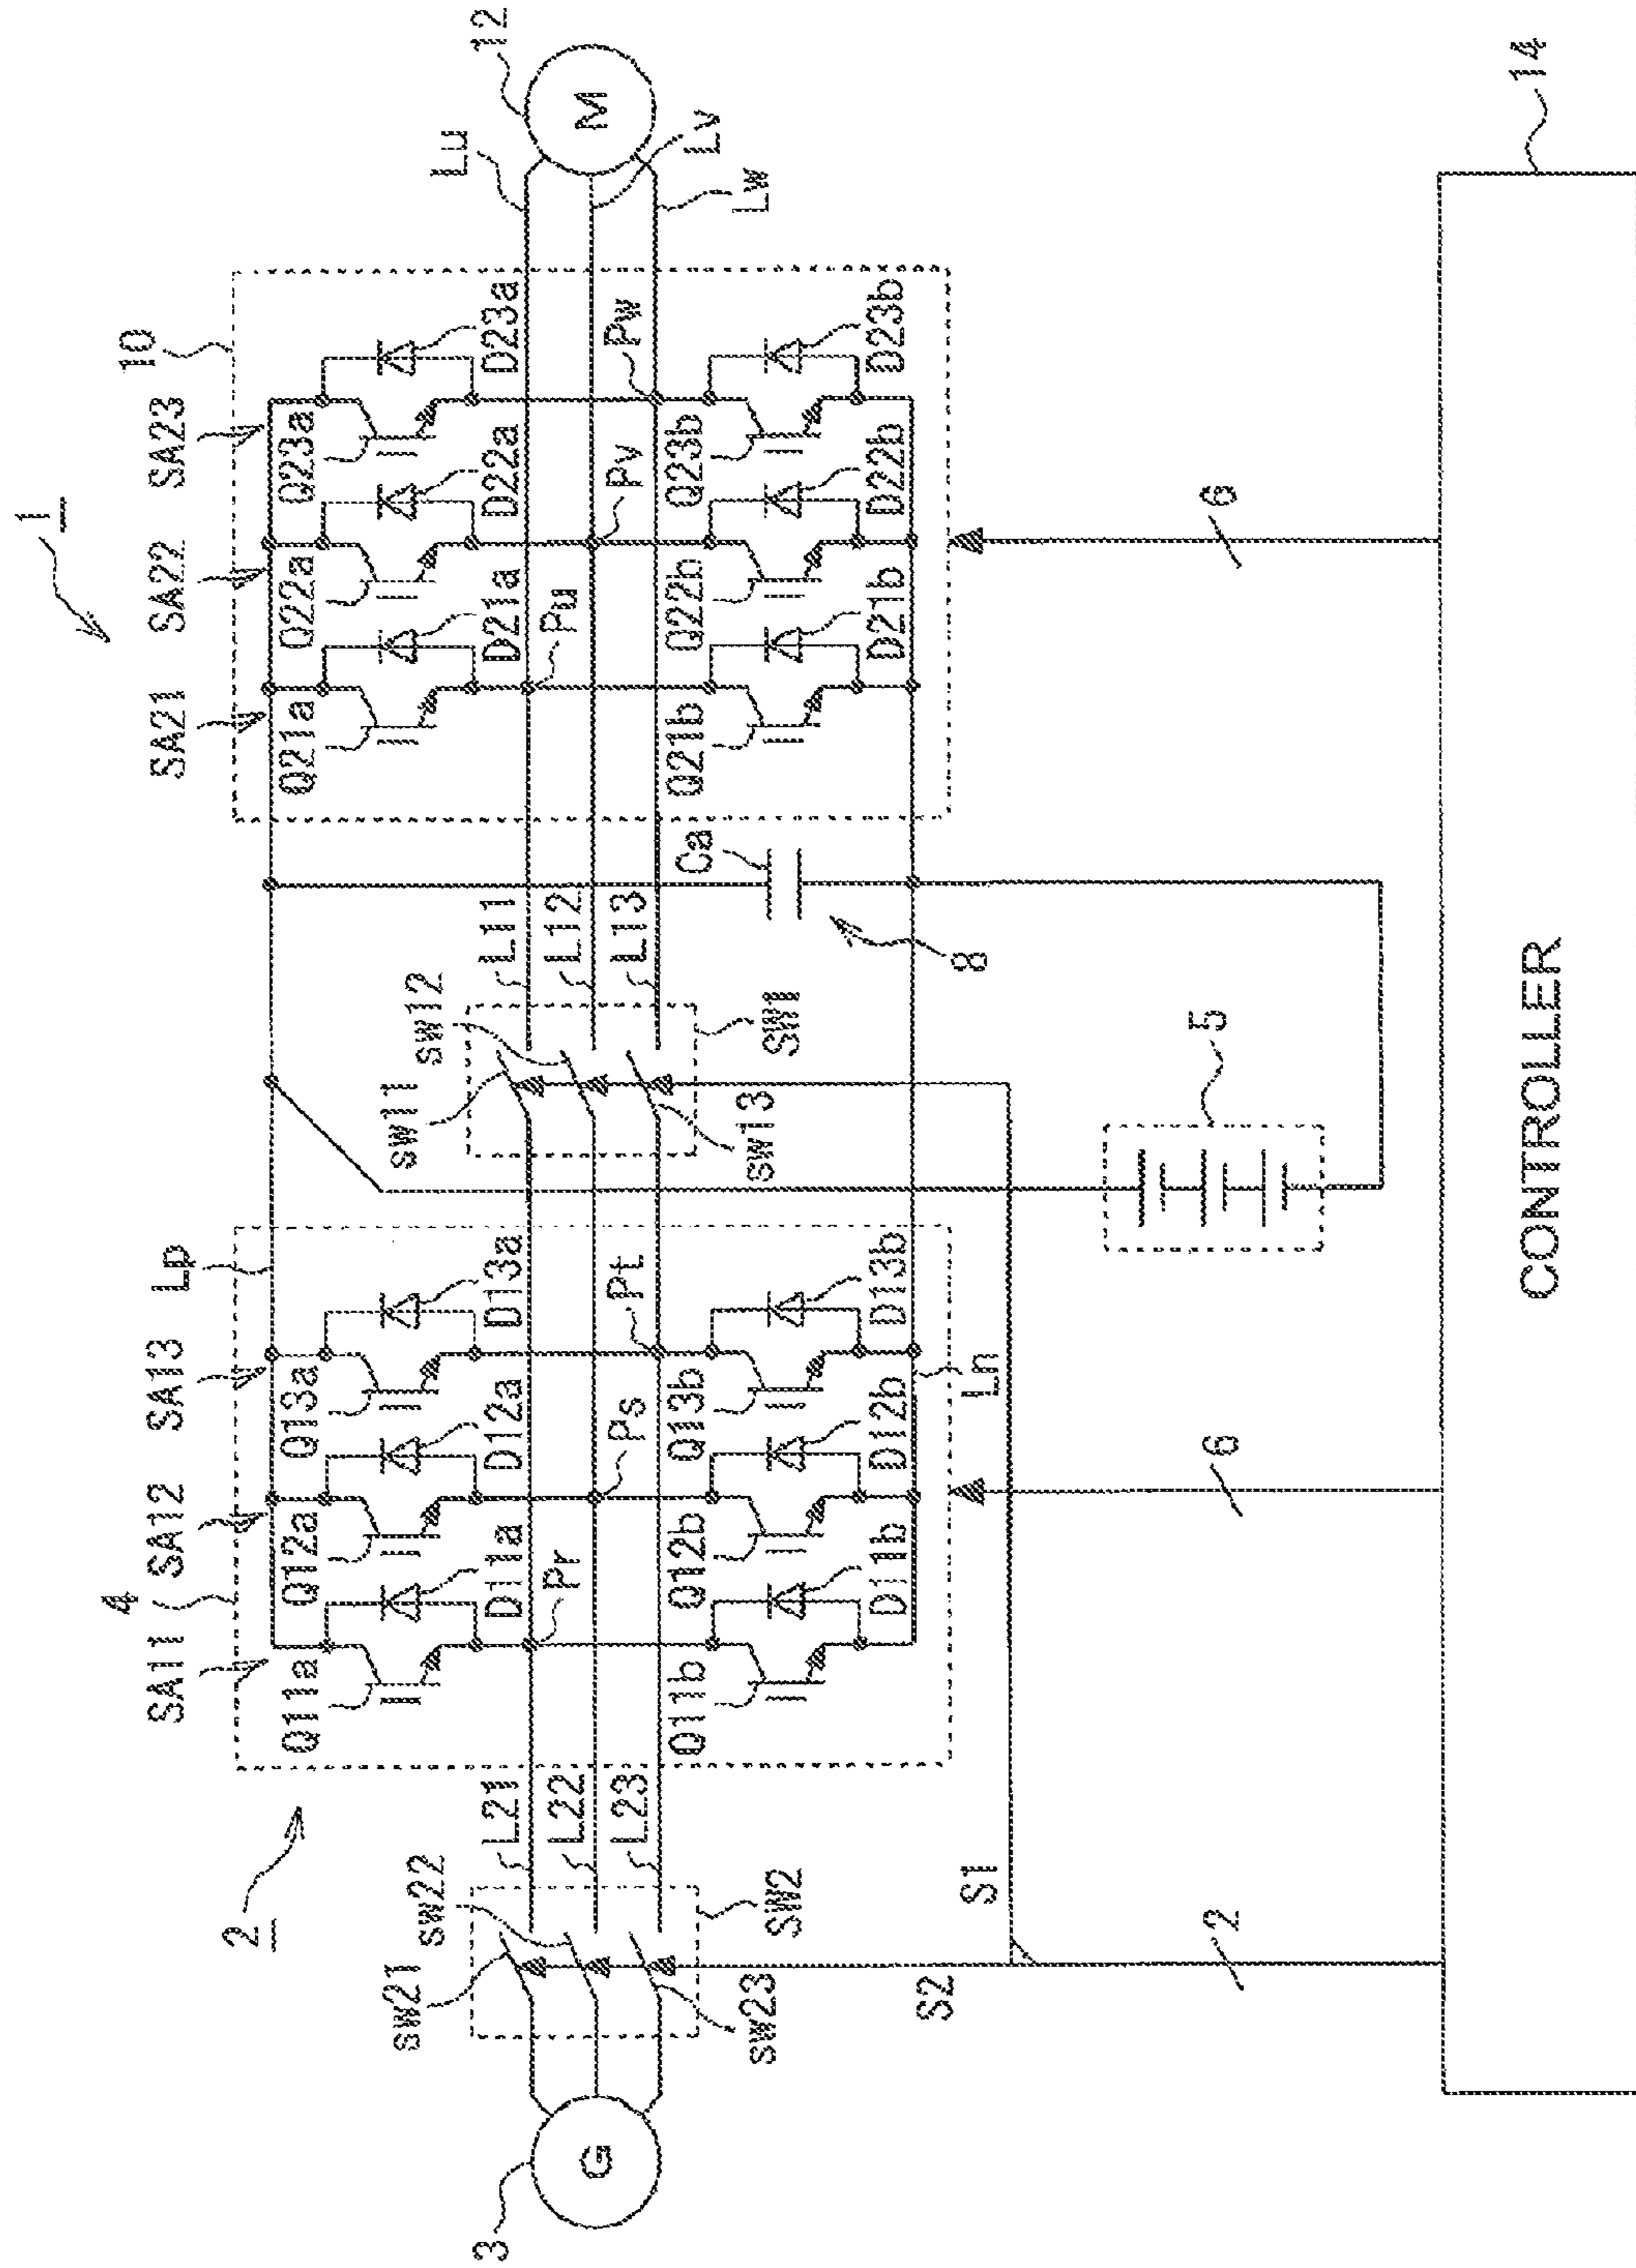 1
2
SA11
4
SA12
SA13
Lp
SA21
SA22
SA23
10
Q11a
Q12a
Q13a
Q21a
Q22a
Q23a
D11a
D12a
D13a
D21a
D22a
D23a
sw21
sw22
sw11
sw12
L21
L22
L23
L11
L12
L13
Lu
Lv
Lw
12
3
G
M
Pr
Ps
Pt
Pu
Pv
Pw
sw23
SW2
sw13
SW1
Q11b
Q12b
Q13b
Ca
Q21b
Q22b
Q23b
D11b
D12b
D13b
D21b
D22b
D23b
Ln
8
S2
S1
5
2
6
6
14
CONTROLLER